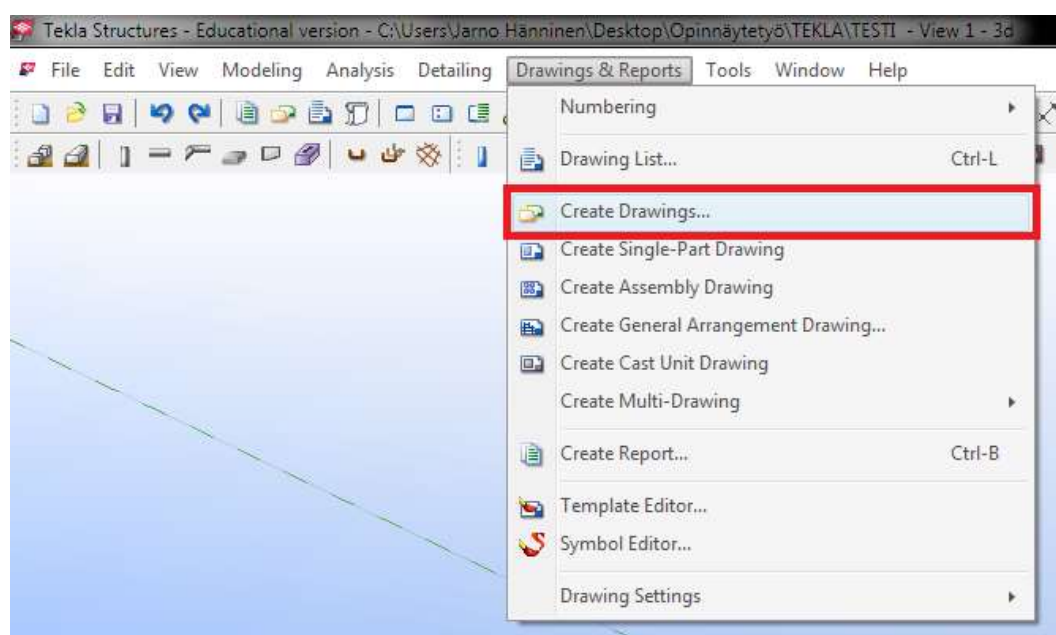 Tekla Structures - Educational version - C:\Users\Jarno Hänninen\Desktop\Opinnäytetyö\TEKLA\TESTI - View 1 - 3d
File Edit View Modeling Analysis Detailing Drawings & Reports Tools Window Help
Numbering
Drawing List... Ctrl-L
Create Drawings...
Create Single-Part Drawing
Create Assembly Drawing
Create General Arrangement Drawing...
Create Cast Unit Drawing
Create Multi-Drawing
Create Report... Ctrl-B
Template Editor...
Symbol Editor...
Drawing Settings